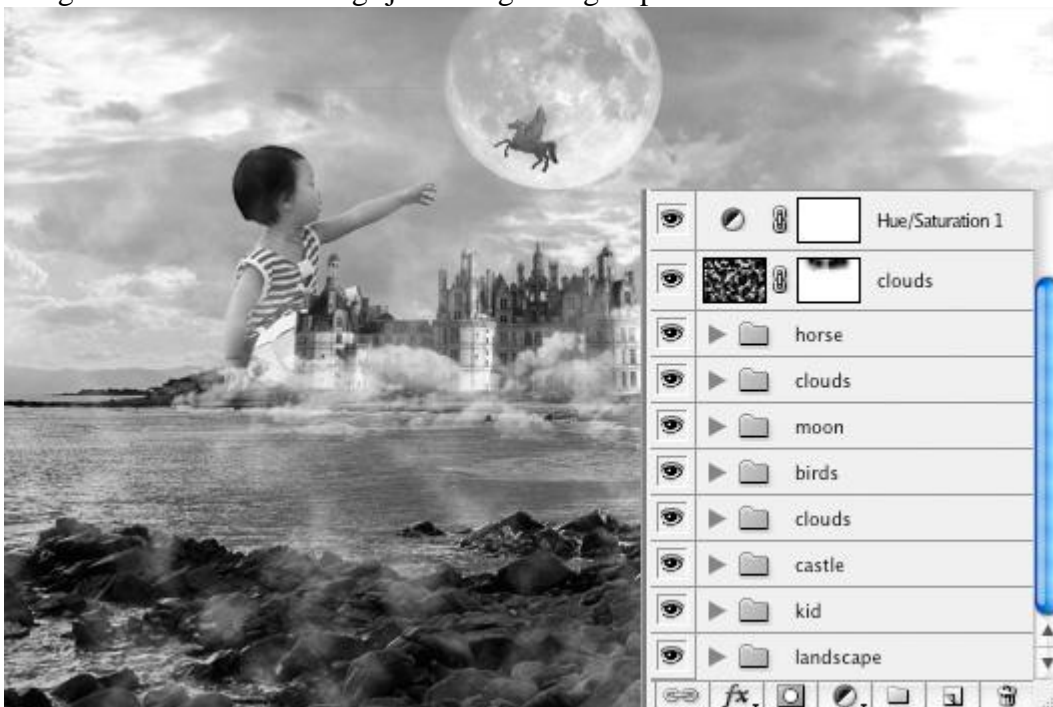 Hue/Saturation 1
clouds
horse
clouds
moon
birds
clouds
castle
kid
landscape
fx.